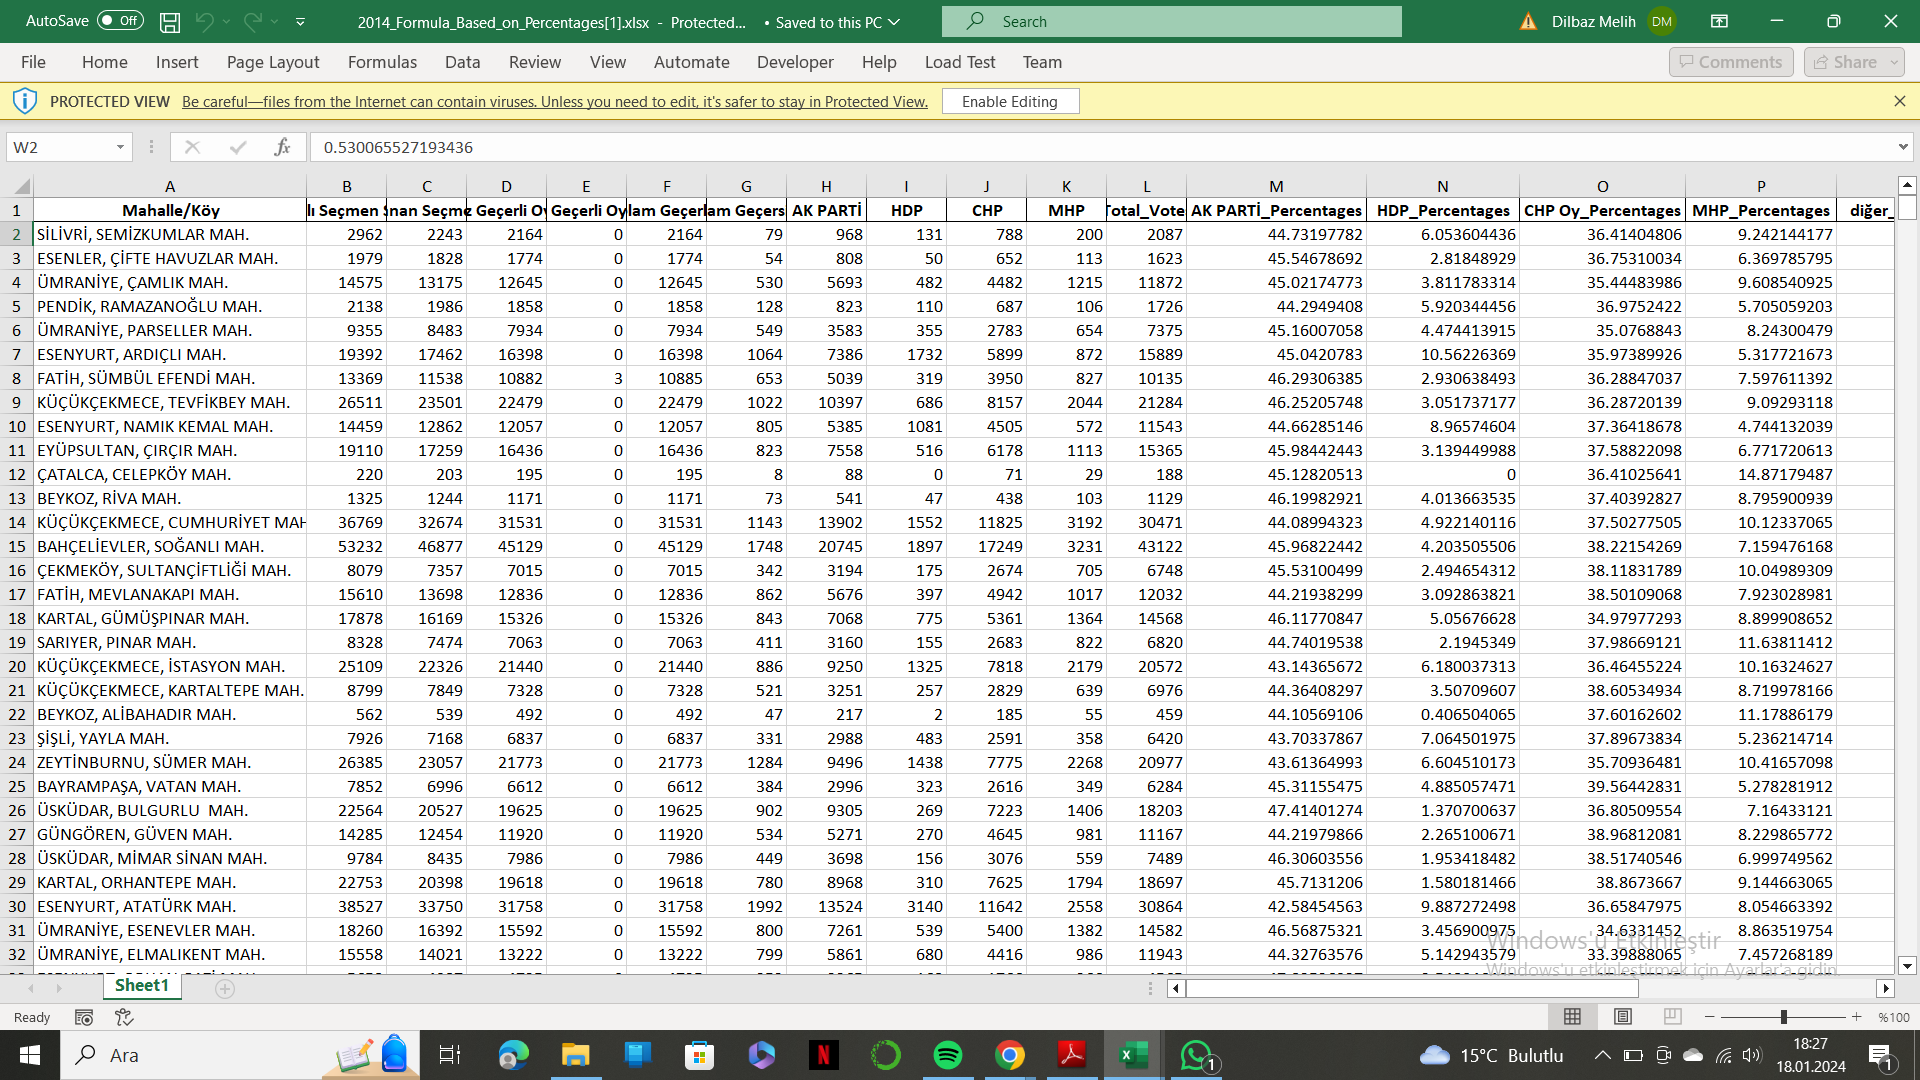 AutoSave Off 2014_Formula_Based_on_Percentages[1].xlsx - Protected... • Saved to this PC Search Dilbaz Melih DM
File Home Insert Page Layout Formulas Data Review View Automate Developer Help Load Test Team Comments Share
PROTECTED VIEW Be careful—files from the Internet can contain viruses. Unless you need to edit, it's safer to stay in Protected View. Enable Editing
W2 fx 0.530065527193436
A B C D E F G H I J K L M N O P
1 Mahalle/Köy lı Seçmen nan Seçme Geçerli Oy Geçerli Oy lam Geçerl am Geçers AK PARTİ HDP CHP MHP Total_Vote AK PARTİ_Percentages HDP_Percentages CHP Oy_Percentages MHP_Percentages diğer_
2 SİLİVRİ, SEMİZKUMLAR MAH. 2962 2243 2164 0 2164 79 968 131 788 200 2087 44.73197782 6.053604436 36.41404806 9.242144177
3 ESENLER, ÇİFTE HAVUZLAR MAH. 1979 1828 1774 0 1774 54 808 50 652 113 1623 45.54678692 2.81848929 36.75310034 6.369785795
4 ÜMRANİYE, ÇAMLIK MAH. 14575 13175 12645 0 12645 530 5693 482 4482 1215 11872 45.02174773 3.811783314 35.44483986 9.608540925
5 PENDİK, RAMAZANOĞLU MAH. 2138 1986 1858 0 1858 128 823 110 687 106 1726 44.2949408 5.920344456 36.9752422 5.705059203
6 ÜMRANİYE, PARSELLER MAH. 9355 8483 7934 0 7934 549 3583 355 2783 654 7375 45.16007058 4.474413915 35.0768843 8.24300479
7 ESENYURT, ARDIÇLI MAH. 19392 17462 16398 0 16398 1064 7386 1732 5899 872 15889 45.0420783 10.56226369 35.97389926 5.317721673
8 FATİH, SÜMBÜL EFENDİ MAH. 13369 11538 10882 3 10885 653 5039 319 3950 827 10135 46.29306385 2.930638493 36.28847037 7.597611392
9 KÜÇÜKÇEKMECE, TEVFİKBEY MAH. 26511 23501 22479 0 22479 1022 10397 686 8157 2044 21284 46.25205748 3.051737177 36.28720139 9.09293118
10 ESENYURT, NAMIK KEMAL MAH. 14459 12862 12057 0 12057 805 5385 1081 4505 572 11543 44.66285146 8.96574604 37.36418678 4.744132039
11 EYÜPSULTAN, ÇIRÇIR MAH. 19110 17259 16436 0 16436 823 7558 516 6178 1113 15365 45.98442443 3.139449988 37.58822098 6.771720613
12 ÇATALCA, CELEPKÖY MAH. 220 203 195 0 195 8 88 0 71 29 188 45.12820513 0 36.41025641 14.87179487
13 BEYKOZ, RİVA MAH. 1325 1244 1171 0 1171 73 541 47 438 103 1129 46.19982921 4.013663535 37.40392827 8.795900939
14 KÜÇÜKÇEKMECE, CUMHURİYET MAH 36769 32674 31531 0 31531 1143 13902 1552 11825 3192 30471 44.08994323 4.922140116 37.50277505 10.12337065
15 BAHÇELİEVLER, SOĞANLI MAH. 53232 46877 45129 0 45129 1748 20745 1897 17249 3231 43122 45.96822442 4.203505506 38.22154269 7.159476168
16 ÇEKMEKÖY, SULTANÇİFTLİĞİ MAH. 8079 7357 7015 0 7015 342 3194 175 2674 705 6748 45.53100499 2.494654312 38.11831789 10.04989309
17 FATİH, MEVLANAKAPI MAH. 15610 13698 12836 0 12836 862 5676 397 4942 1017 12032 44.21938299 3.092863821 38.50109068 7.923028981
18 KARTAL, GÜMÜŞPINAR MAH. 17878 16169 15326 0 15326 843 7068 775 5361 1364 14568 46.11770847 5.05676628 34.97977293 8.899908652
19 SARIYER, PINAR MAH. 8328 7474 7063 0 7063 411 3160 155 2683 822 6820 44.74019538 2.1945349 37.98669121 11.63811412
20 KÜÇÜKÇEKMECE, İSTASYON MAH. 25109 22326 21440 0 21440 886 9250 1325 7818 2179 20572 43.14365672 6.180037313 36.46455224 10.16324627
21 KÜÇÜKÇEKMECE, KARTALTEPE MAH. 8799 7849 7328 0 7328 521 3251 257 2829 639 6976 44.36408297 3.50709607 38.60534934 8.719978166
22 BEYKOZ, ALİBAHADIR MAH. 562 539 492 0 492 47 217 2 185 55 459 44.10569106 0.406504065 37.60162602 11.17886179
23 ŞİŞLİ, YAYLA MAH. 7926 7168 6837 0 6837 331 2988 483 2591 358 6420 43.70337867 7.064501975 37.89673834 5.236214714
24 ZEYTİNBURNU, SÜMER MAH. 26385 23057 21773 0 21773 1284 9496 1438 7775 2268 20977 43.61364993 6.604510173 35.70936481 10.41657098
25 BAYRAMPAŞA, VATAN MAH. 7852 6996 6612 0 6612 384 2996 323 2616 349 6284 45.31155475 4.885057471 39.56442831 5.278281912
26 ÜSKÜDAR, BULGURLU MAH. 22564 20527 19625 0 19625 902 9305 269 7223 1406 18203 47.41401274 1.370700637 36.80509554 7.16433121
27 GÜNGÖREN, GÜVEN MAH. 14285 12454 11920 0 11920 534 5271 270 4645 981 11167 44.21979866 2.265100671 38.96812081 8.229865772
28 ÜSKÜDAR, MİMAR SİNAN MAH. 9784 8435 7986 0 7986 449 3698 156 3076 559 7489 46.30603556 1.953418482 38.51740546 6.999749562
29 KARTAL, ORHANTEPE MAH. 22753 20398 19618 0 19618 780 8968 310 7625 1794 18697 45.7131206 1.580181466 38.8673667 9.144663065
30 ESENYURT, ATATÜRK MAH. 38527 33750 31758 0 31758 1992 13524 3140 11642 2558 30864 42.58454563 9.887272498 36.65847975 8.054663392
31 ÜMRANİYE, ESENEVLER MAH. 18260 16392 15592 0 15592 800 7261 539 5400 1382 14582 46.56875321 3.456900975 34.6331452 8.863519754
32 ÜMRANİYE, ELMALIKENT MAH. 15558 14021 13222 0 13222 799 5861 680 4416 986 11943 44.32763576 5.142943579 33.39888065 7.457268189
Windows'u Etkinleştir
Windows'u etkinleştirmek için Ayarlar'a gidin.
Sheet1
Ready %100
Ara 15°C Bulutlu 18:27
18.01.2024
1
1